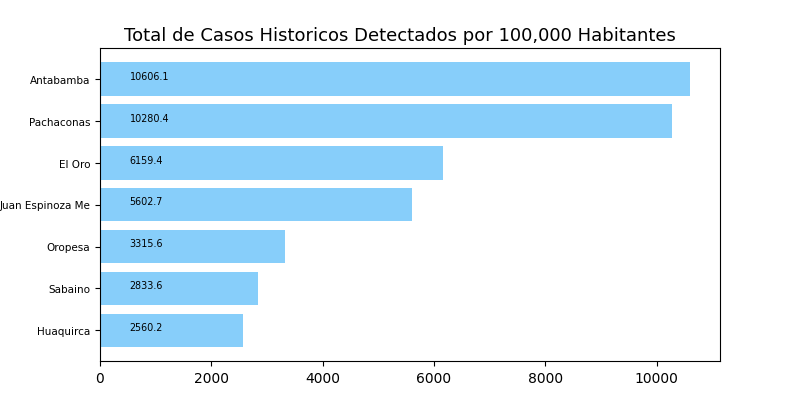 Total de Casos Historicos Detectados por 100,000 Habitantes
Antabamba 10606.1
Pachaconas 10280.4
El Oro 6159.4
Juan Espinoza Me 5602.7
Oropesa 3315.6
Sabaino 2833.6
Huaquirca 2560.2
0 2000 4000 6000 8000 10000